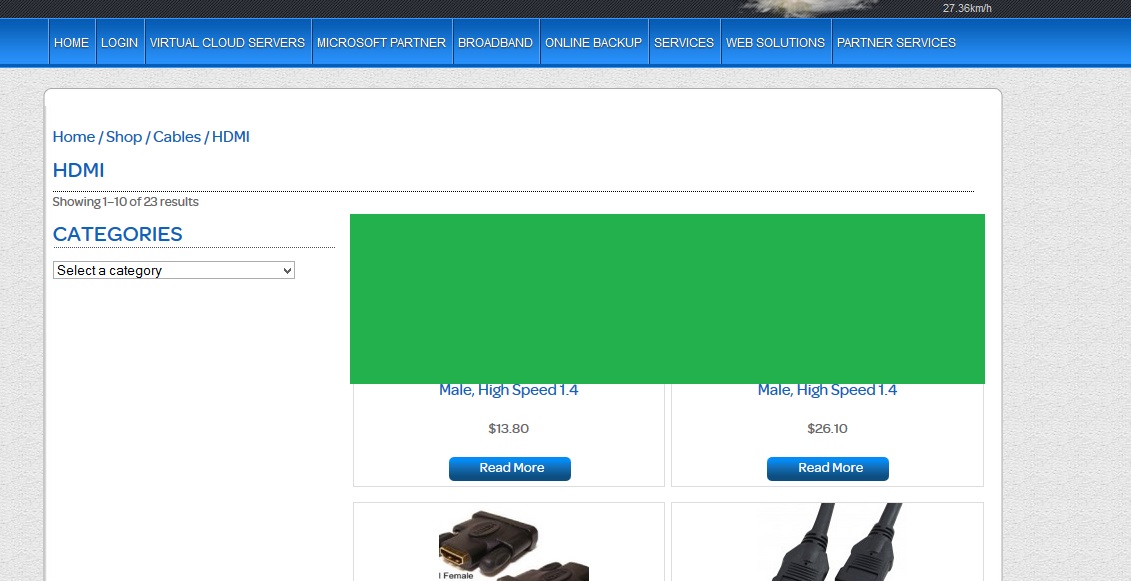 27.36km/h
HOME LOGIN VIRTUAL CLOUD SERVERS MICROSOFT PARTNER BROADBAND ONLINE BACKUP SERVICES WEB SOLUTIONS PARTNER SERVICES
Home / Shop / Cables / HDMI
HDMI
Showing 1–10 of 23 results
CATEGORIES
Select a category
Male, High Speed 1.4
$13.80
Read More
Male, High Speed 1.4
$26.10
Read More
l Female